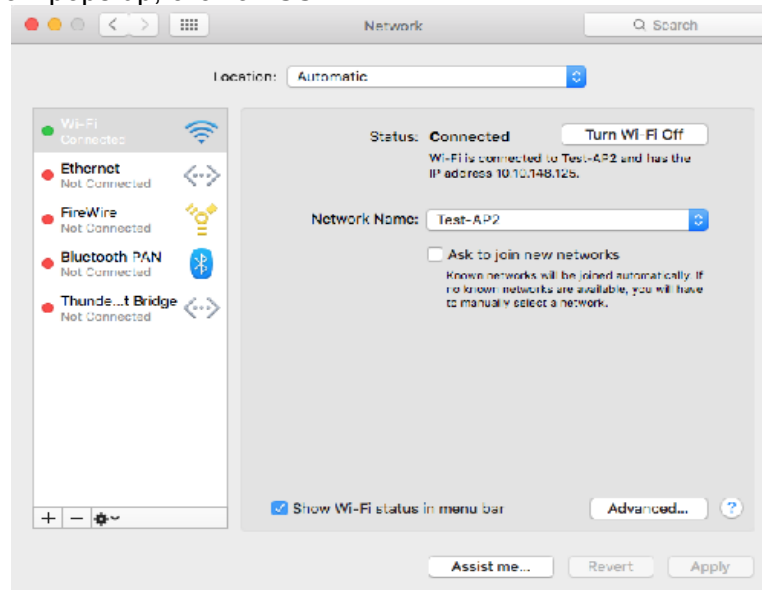 Network
Search
Location: Automatic
Wi-Fi
Connected
Ethernet
Not Connected
FireWire
Not Connected
Bluetooth PAN
Not Connected
Thunde...t Bridge
Not Connected
Status: Connected
Turn Wi-Fi Off
Wi-Fi is connected to Test-AP2 and has the
IP address 10.10.148.125.
Network Name: Test-AP2
Ask to join new networks
Known networks will be joined automatically. If
no known networks are available, you will have
to manually select a network.
Show Wi-Fi status in menu bar
Advanced...
?
Assist me...
Revert
Apply